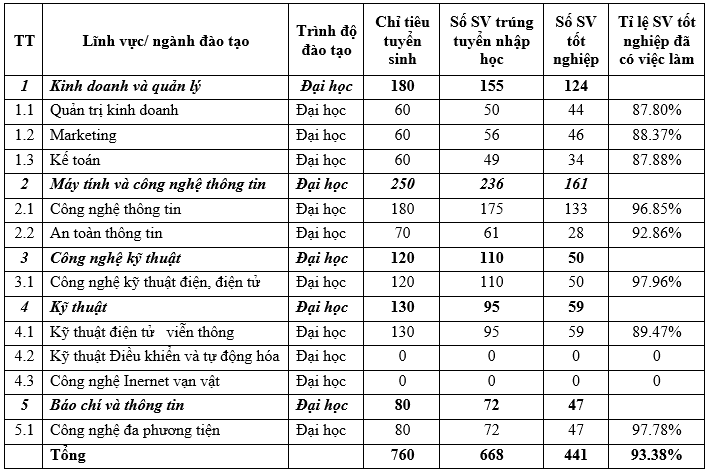 TT Lĩnh vực/ ngành đào tạo Trình độ đào tạo Chỉ tiêu tuyển sinh Số SV trúng tuyển nhập học Số SV tốt nghiệp Tỉ lệ SV tốt nghiệp đã có việc làm
1 Kinh doanh và quản lý Đại học 180 155 124
1.1 Quản trị kinh doanh Đại học 60 50 44 87.80%
1.2 Marketing Đại học 60 56 46 88.37%
1.3 Kế toán Đại học 60 49 34 87.88%
2 Máy tính và công nghệ thông tin Đại học 250 236 161
2.1 Công nghệ thông tin Đại học 180 175 133 96.85%
2.2 An toàn thông tin Đại học 70 61 28 92.86%
3 Công nghệ kỹ thuật Đại học 120 110 50
3.1 Công nghệ kỹ thuật điện, điện tử Đại học 120 110 50 97.96%
4 Kỹ thuật Đại học 130 95 59
4.1 Kỹ thuật điện tử viễn thông Đại học 130 95 59 89.47%
4.2 Kỹ thuật Điều khiển và tự động hóa Đại học 0 0 0 0
4.3 Công nghệ Inernet vạn vật Đại học 0 0 0 0
5 Báo chí và thông tin Đại học 80 72 47
5.1 Công nghệ đa phương tiện Đại học 80 72 47 97.78%
Tổng 760 668 441 93.38%